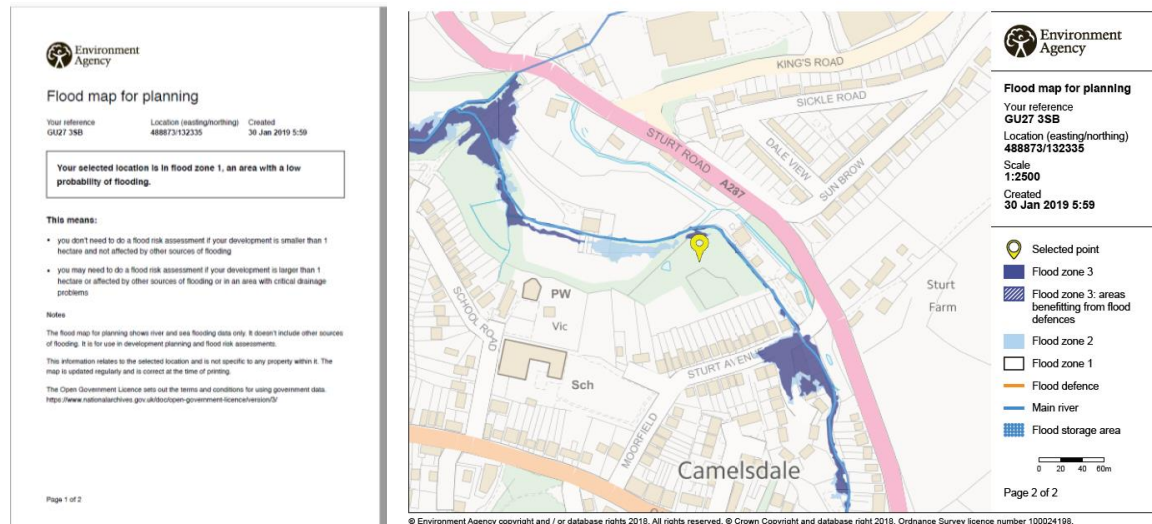 Environment
Agency
Flood map for planning
Your reference
GU27 3SB
Location (easting/northing)
488873/132335
Created
30 Jan 2019 5:59
Your selected location is in flood zone 1, an area with a low
probability of flooding.
This means:
• you don't need to do a flood risk assessment if your development is smaller than 1
hectare and not affected by other sources of flooding
• you may need to do a flood risk assessment if your development is larger than 1
hectare or affected by other sources of flooding or in an area with critical drainage
problems
Notes
The flood map for planning shows river and sea flooding data only. It doesn't include other sources
of flooding. It is for use in development planning and flood risk assessments.
This information relates to the selected location and is not specific to any property within it. The
map is updated regularly and is correct at the time of printing.
The Open Government Licence sets out the terms and conditions for using government data.
https://www.nationalarchives.gov.uk/doc/open-government-licence/version/3/
Page 1 of 2
KING'S ROAD
SICKLE ROAD
STURT ROAD
DALE VIEW
A287
SUN BROW
SCHOOL ROAD
PW
Vic
Sturt
Farm
STURT AVENUE
Sch
MOORFIELD
Camelsdale
© Environment Agency copyright and / or database rights 2018. All rights reserved. © Crown Copyright and database right 2018. Ordnance Survey licence number 100024198.
Environment
Agency
Flood map for planning
Your reference
GU27 3SB
Location (easting/northing)
488873/132335
Scale
1:2500
Created
30 Jan 2019 5:59
Selected point
Flood zone 3
Flood zone 3: areas
benefitting from flood
defences
Flood zone 2
Flood zone 1
Flood defence
Main river
Flood storage area
0 20 40 60m
Page 2 of 2